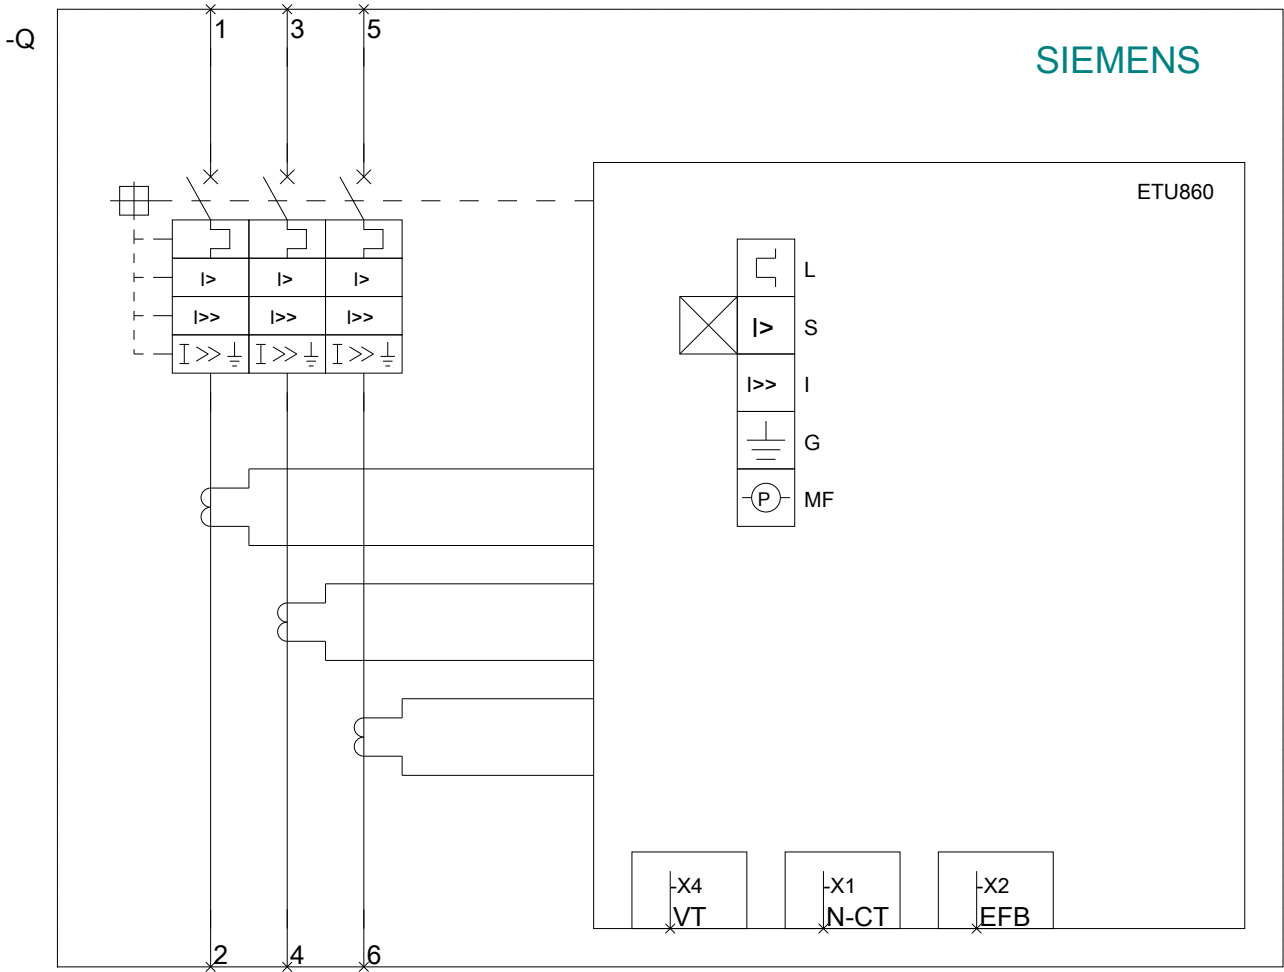 1 3 5
-Q
SIEMENS
ETU860
L
I> I> I>
I>> I>> I>>
I> S
I >> I >> I >>
I>> I
G
P MF
-X4 -X1 -X2
VT N-CT EFB
2 4 6